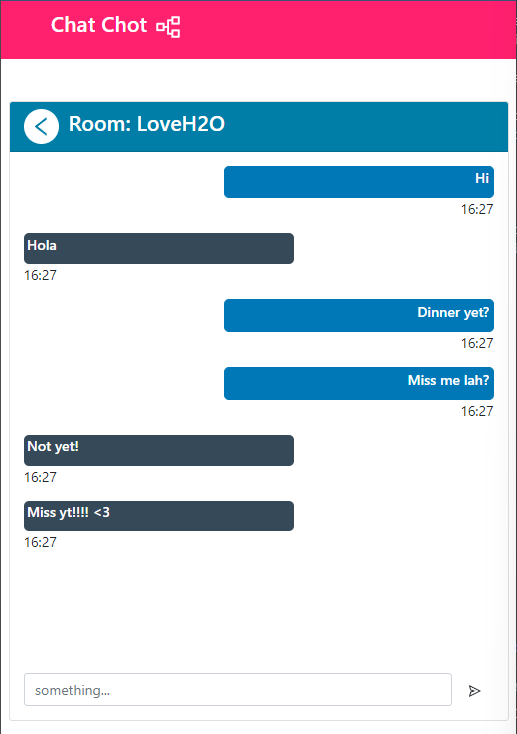 Chat Chot
Room: LoveH2O
Hi
16:27
Hola
16:27
Dinner yet?
16:27
Miss me lah?
16:27
Not yet!
16:27
Miss yt!!!! <3
16:27
something...